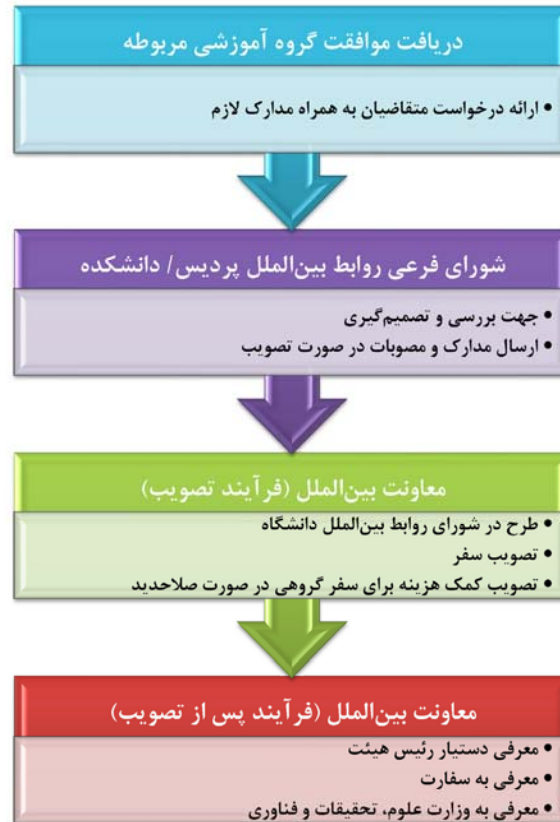 دریافت موافقت گروه آموزشی مربوطه
• ارائه درخواست متقاضیان به همراه مدارک لازم
شورای فرعی روابط بین‌الملل پردیس/ دانشکده
• جهت بررسی و تصمیم‌گیری
• ارسال مدارک و مصوبات در صورت تصویب
معاونت بین‌الملل (فرآیند تصویب)
• طرح در شورای روابط بین‌الملل دانشگاه
• تصویب سفر
• تصویب کمک هزینه برای سفر گروهی در صورت صلاحدید
معاونت بین‌الملل (فرآیند پس از تصویب)
• معرفی دستیار رئیس هیئت
• معرفی به سفارت
• معرفی به وزارت علوم، تحقیقات و فناوری